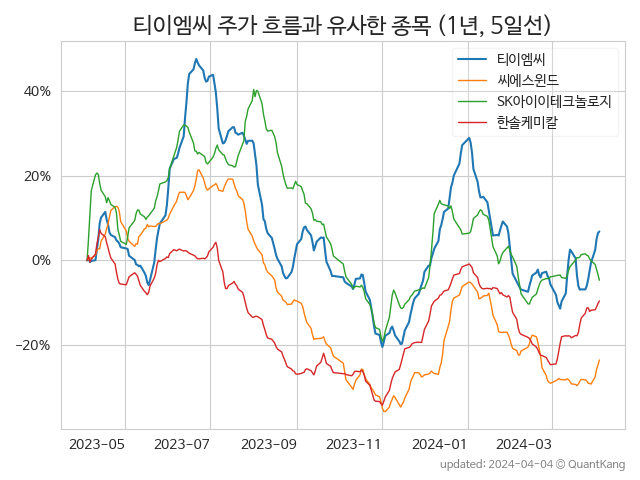 티이엠씨 주가 흐름과 유사한 종목 (1년, 5일선)
티이엠씨
씨에스윈드
SK아이이테크놀로지
한솔케미칼
40%
20%
0%
−20%
2023-05
2023-07
2023-09
2023-11
2024-01
2024-03
updated: 2024-04-04 © QuantKang